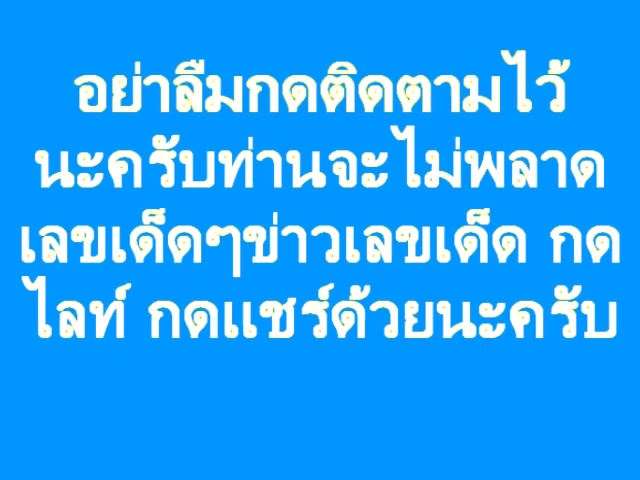 อย่าลืมกดติดตามไว้
นะครับท่านจะไม่พลาด
เลขเด็ดๆข่าวเลขเด็ด กด
ไลท์ กดแชร์ด้วยนะครับ